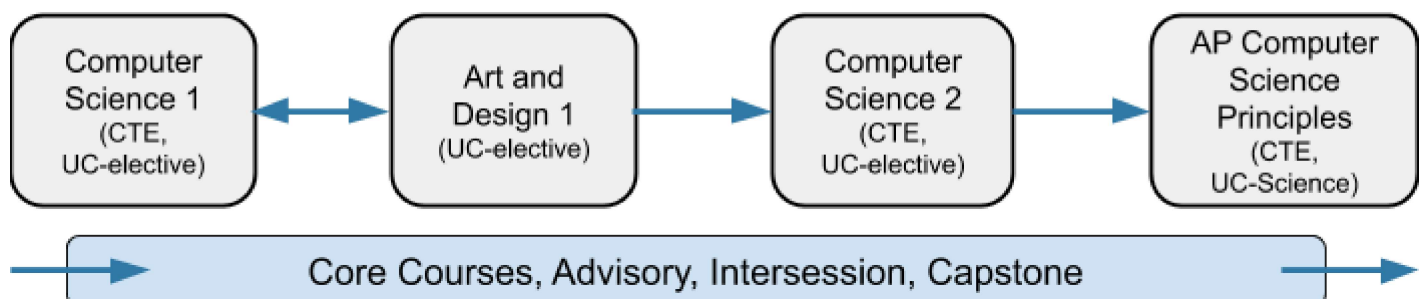 Computer
Science 1
(CTE,
UC-elective)
Art and
Design 1
(UC-elective)
Computer
Science 2
(CTE,
UC-elective)
AP Computer
Science
Principles
(CTE,
UC-Science)
Core Courses, Advisory, Intersession, Capstone